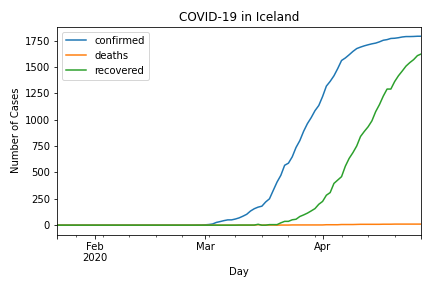 COVID-19 in Iceland
confirmed
deaths
recovered
Number of Cases
1750
1500
1250
1000
750
500
250
0
Feb
2020
Mar
Apr
Day